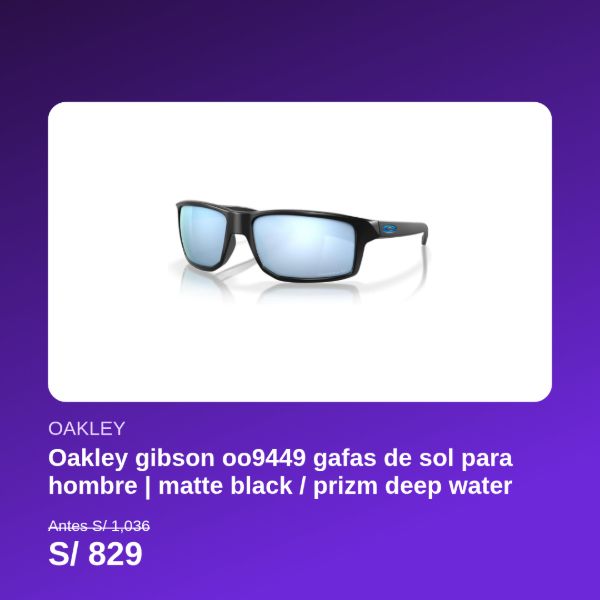 OAKLEY
Oakley gibson oo9449 gafas de sol para
hombre | matte black / prizm deep water
Antes S/ 1,036
S/ 829